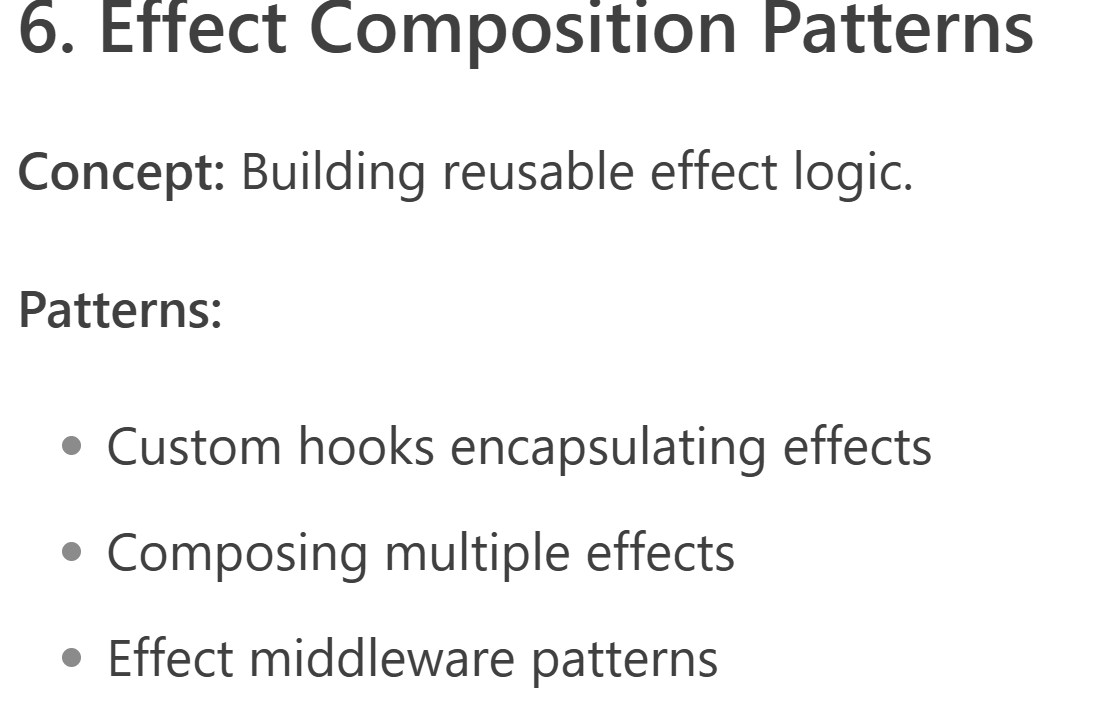 6. Effect Composition Patterns
Concept: Building reusable effect logic.
Patterns:
• Custom hooks encapsulating effects
• Composing multiple effects
• Effect middleware patterns